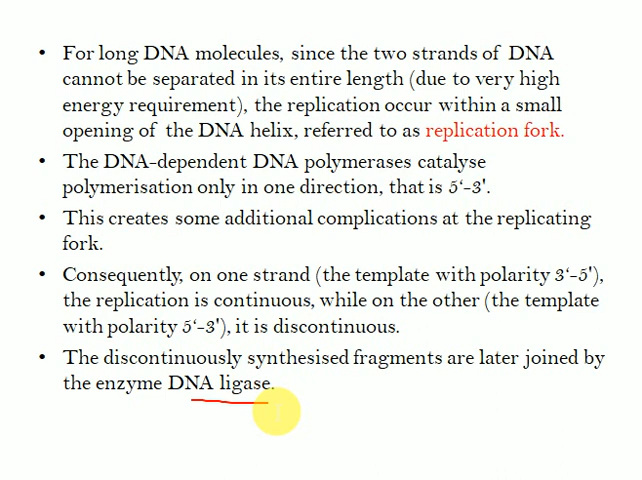 • For long DNA molecules, since the two strands of DNA
cannot be separated in its entire length (due to very high
energy requirement), the replication occur within a small
opening of the DNA helix, referred to as replication fork.
• The DNA-dependent DNA polymerases catalyse
polymerisation only in one direction, that is 5‘-3'.
• This creates some additional complications at the replicating
fork.
• Consequently, on one strand (the template with polarity 3‘-5'),
the replication is continuous, while on the other (the template
with polarity 5‘-3'), it is discontinuous.
• The discontinuously synthesised fragments are later joined by
the enzyme DNA ligase.